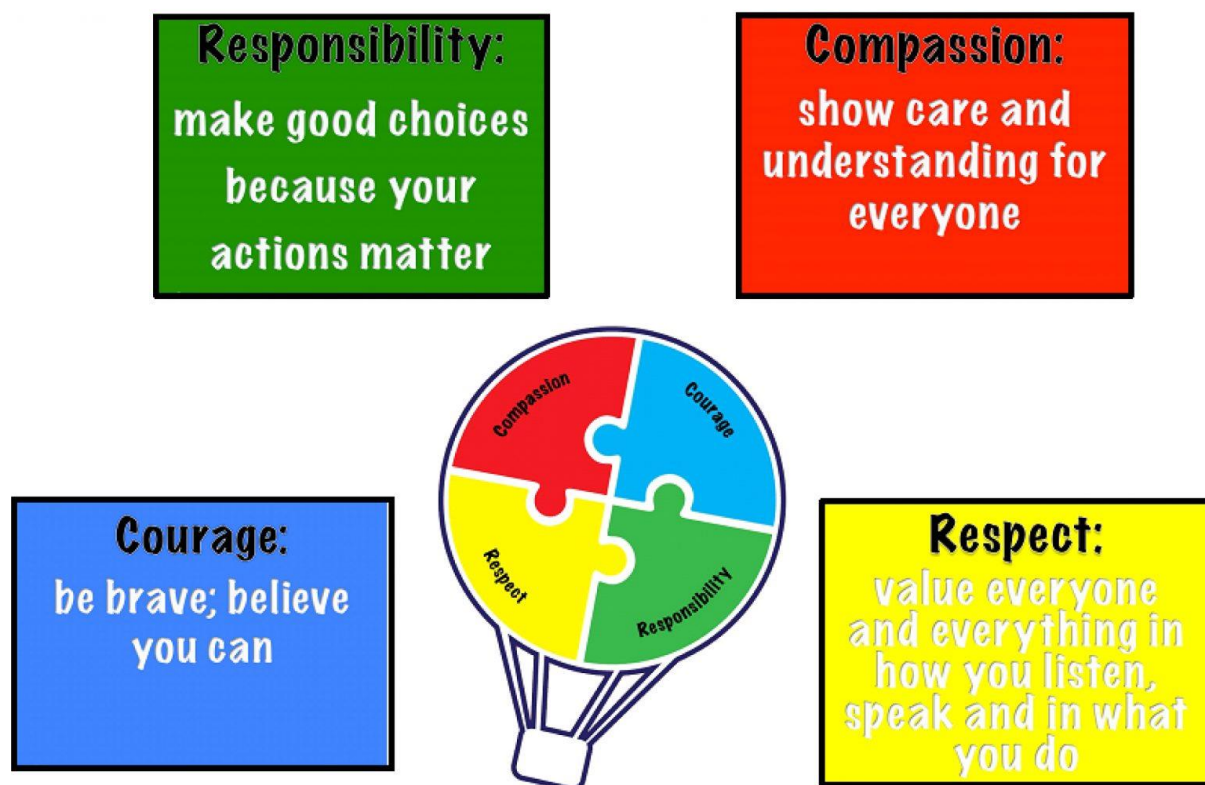 Responsibility:
make good choices
because your
actions matter
Compassion:
show care and
understanding for
everyone
Compassion
Courage
Respect
Responsibility
Courage:
be brave; believe
you can
Respect:
value everyone
and everything in
how you listen,
speak and in what
you do